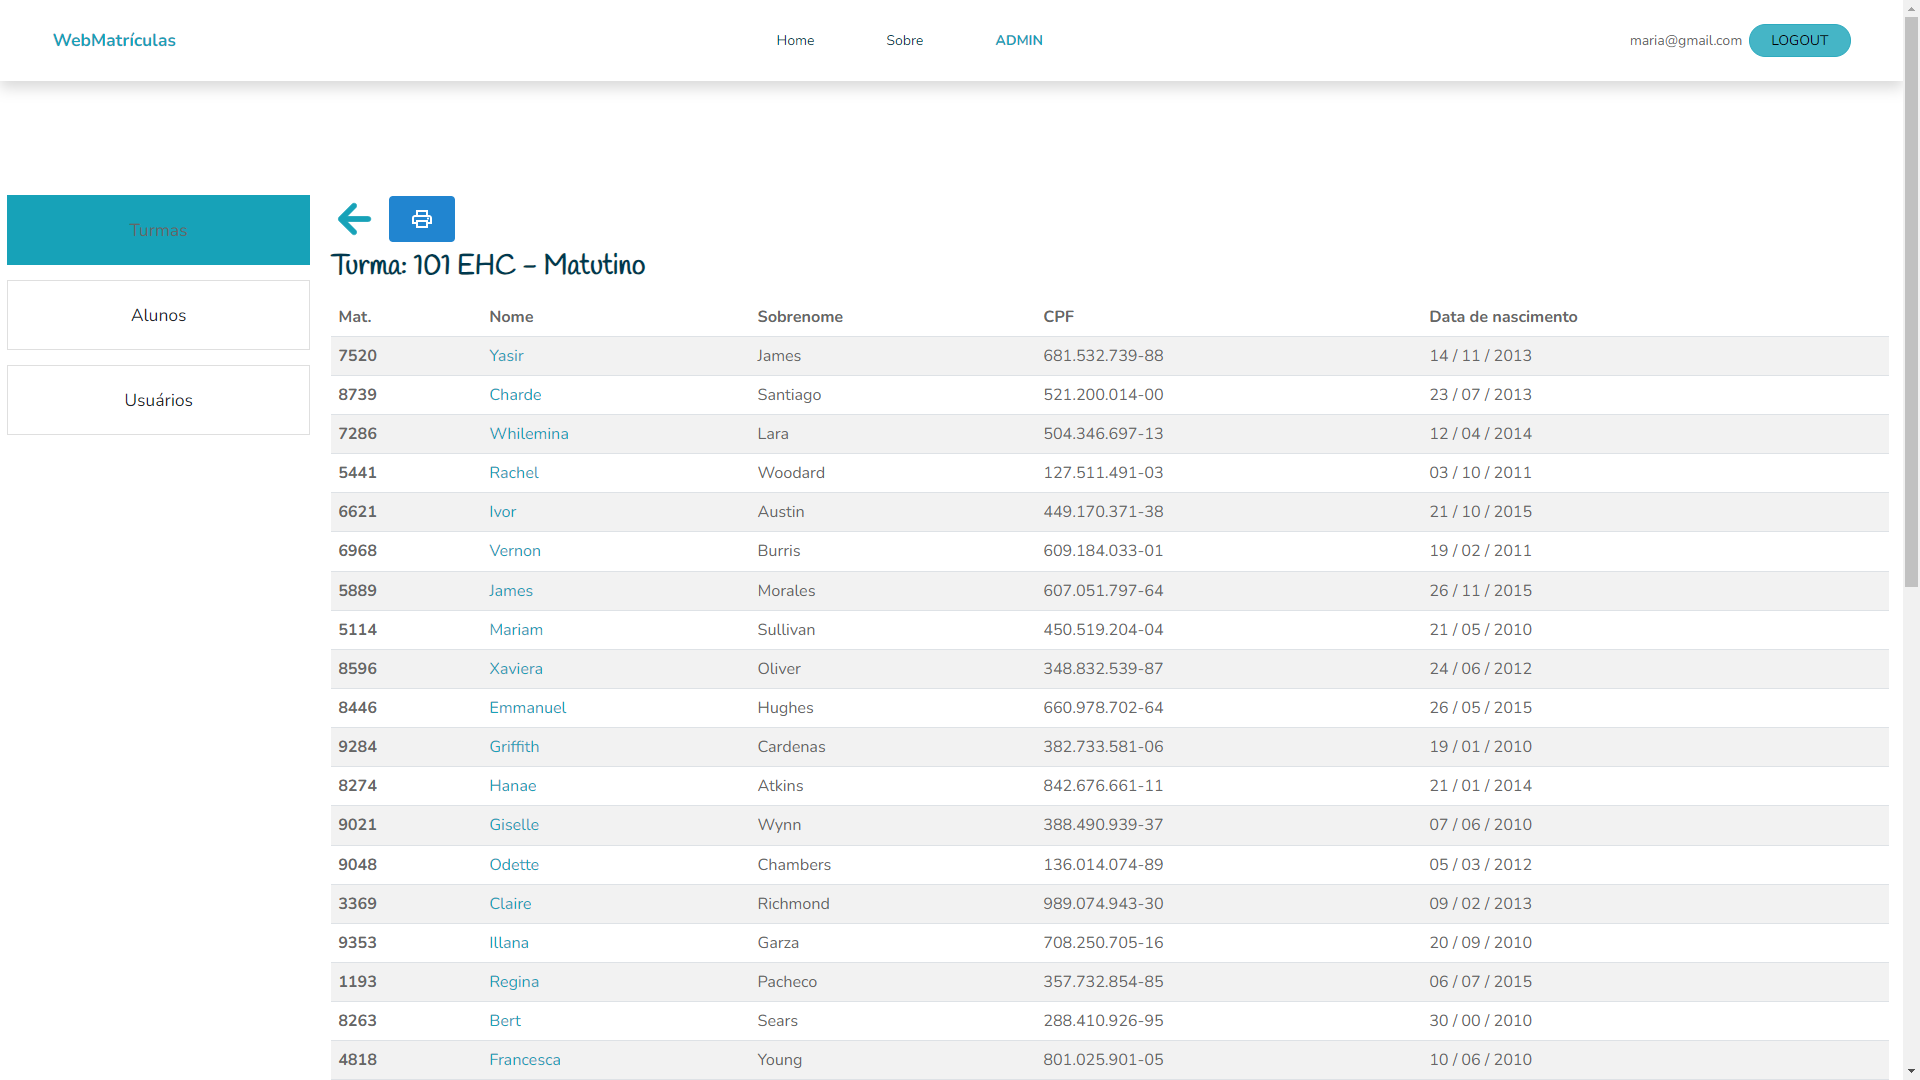 WebMatrículas Home Sobre ADMIN maria@gmail.com LOGOUT
Turmas
Alunos
Usuários
Turma: 101 EHC - Matutino
Mat. Nome Sobrenome CPF Data de nascimento
7520 Yasir James 681.532.739-88 14 / 11 / 2013
8739 Charde Santiago 521.200.014-00 23 / 07 / 2013
7286 Whilemina Lara 504.346.697-13 12 / 04 / 2014
5441 Rachel Woodard 127.511.491-03 03 / 10 / 2011
6621 Ivor Austin 449.170.371-38 21 / 10 / 2015
6968 Vernon Burris 609.184.033-01 19 / 02 / 2011
5889 James Morales 607.051.797-64 26 / 11 / 2015
5114 Mariam Sullivan 450.519.204-04 21 / 05 / 2010
8596 Xaviera Oliver 348.832.539-87 24 / 06 / 2012
8446 Emmanuel Hughes 660.978.702-64 26 / 05 / 2015
9284 Griffith Cardenas 382.733.581-06 19 / 01 / 2010
8274 Hanae Atkins 842.676.661-11 21 / 01 / 2014
9021 Giselle Wynn 388.490.939-37 07 / 06 / 2010
9048 Odette Chambers 136.014.074-89 05 / 03 / 2012
3369 Claire Richmond 989.074.943-30 09 / 02 / 2013
9353 Illana Garza 708.250.705-16 20 / 09 / 2010
1193 Regina Pacheco 357.732.854-85 06 / 07 / 2015
8263 Bert Sears 288.410.926-95 30 / 00 / 2010
4818 Francesca Young 801.025.901-05 10 / 06 / 2010